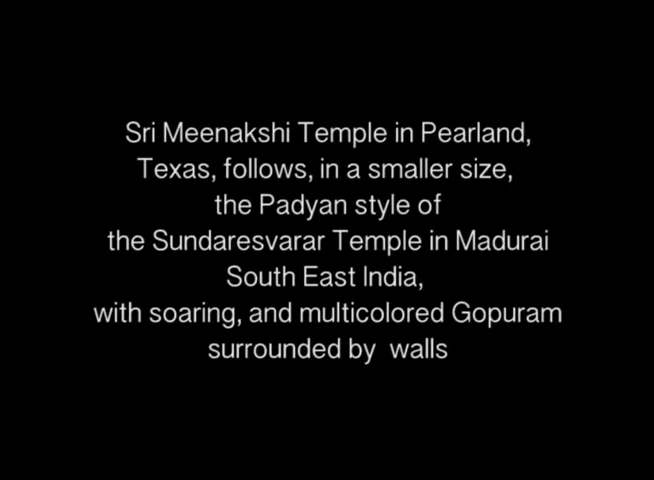 Sri Meenakshi Temple in Pearland,
Texas, follows, in a smaller size,
the Padyan style of
the Sundaresvarar Temple in Madurai
South East India,
with soaring, and multicolored Gopuram
surrounded by  walls